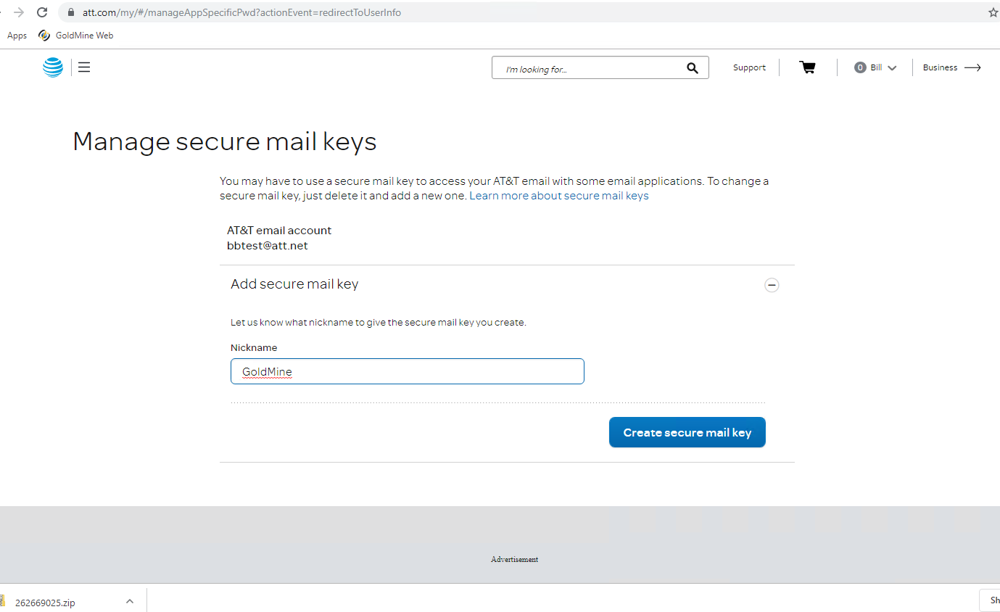 att.com/my/#/manageAppSpecificPwd?actionEvent=redirectToUserInfo
Apps GoldMine Web
I'm looking for... Support 0 Bill Business
Manage secure mail keys
You may have to use a secure mail key to access your AT&T email with some email applications. To change a
secure mail key, just delete it and add a new one. Learn more about secure mail keys
AT&T email account
bbtest@att.net
Add secure mail key
Let us know what nickname to give the secure mail key you create.
Nickname
GoldMine
Create secure mail key
Advertisement
262669025.zip Sh